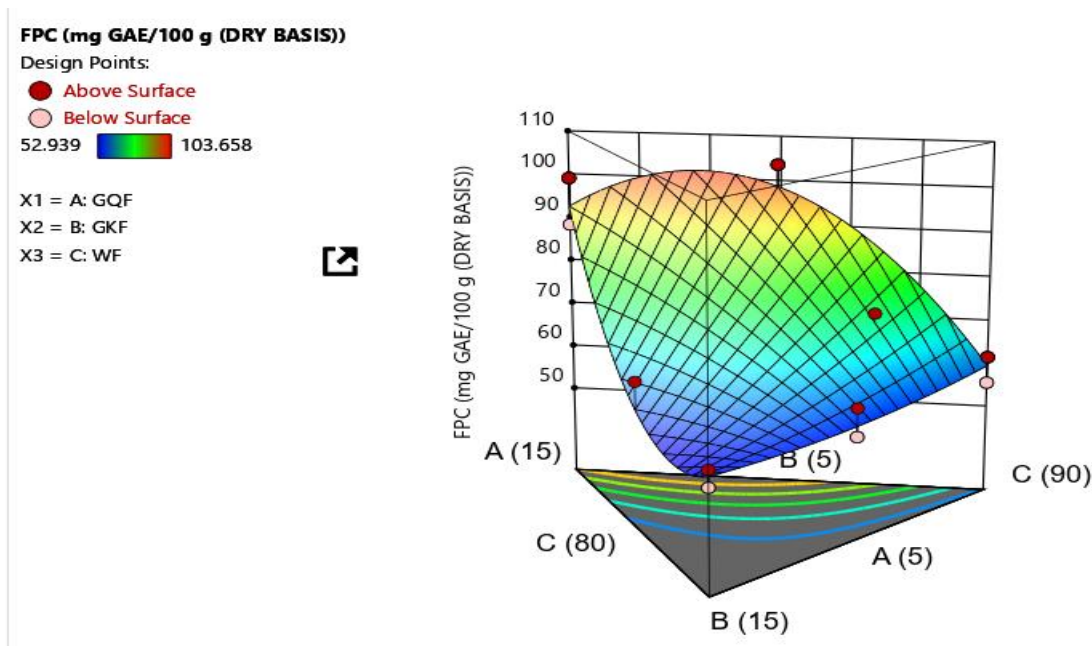 FPC (mg GAE/100 g (DRY BASIS))
Design Points:
Above Surface
Below Surface
52.939 103.658
X1 = A: GQF
X2 = B: GKF
X3 = C: WF
110
100
90
80
70
60
50
FPC (mg GAE/100 g (DRY BASIS))
A (15)
B (5)
C (90)
C (80)
A (5)
B (15)